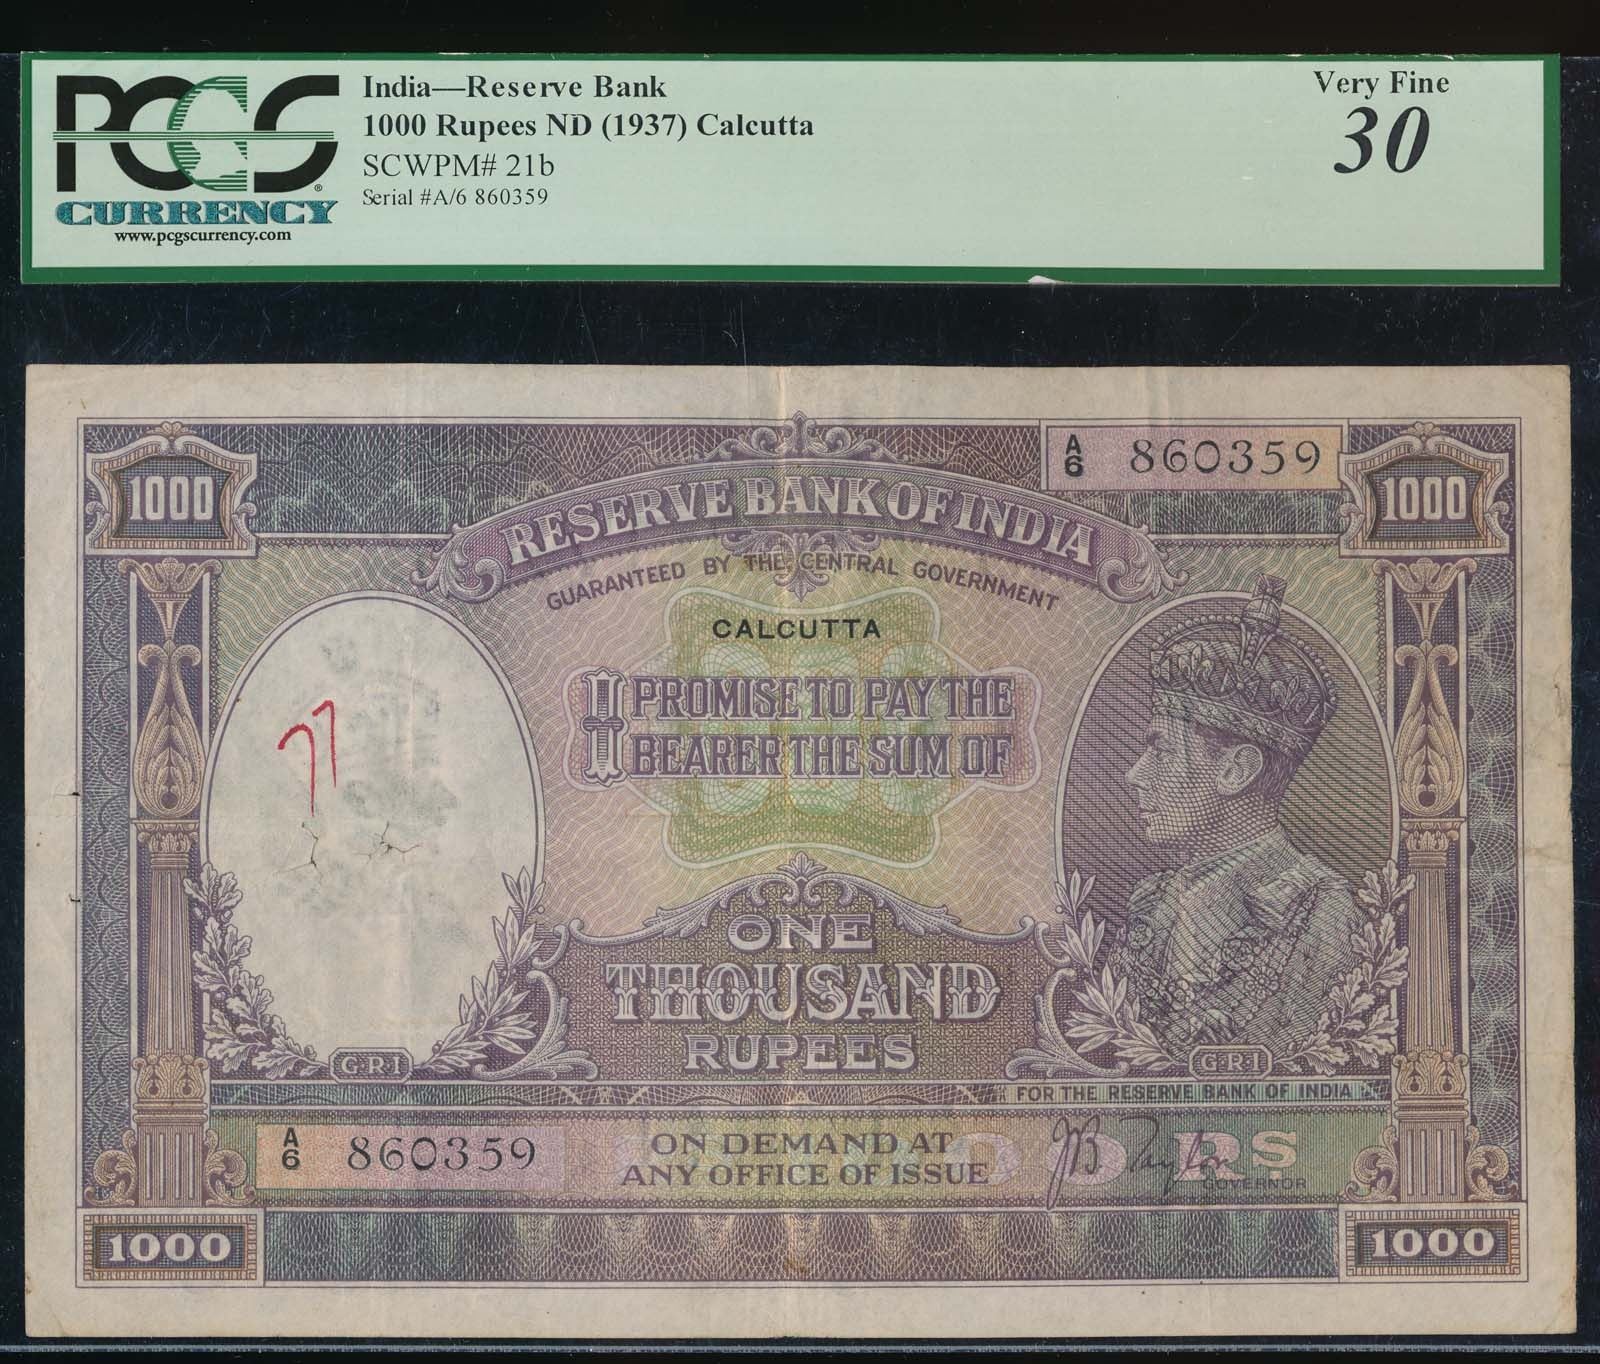 PCGS
CURRENCY
www.pcgscurrency.com
India—Reserve Bank
1000 Rupees ND (1937) Calcutta
SCWPM# 21b
Serial #A/6 860359
Very Fine
30
1000
A/6 860359
1000
RESERVE BANK OF INDIA
GUARANTEED BY THE CENTRAL GOVERNMENT
CALCUTTA
I PROMISE TO PAY THE
BEARER THE SUM OF
77
ONE
THOUSAND
RUPEES
G·R·I
G·R·I
FOR THE RESERVE BANK OF INDIA
A/6 860359
ON DEMAND AT
ANY OFFICE OF ISSUE
J.B. Taylor
RS
GOVERNOR
1000
1000